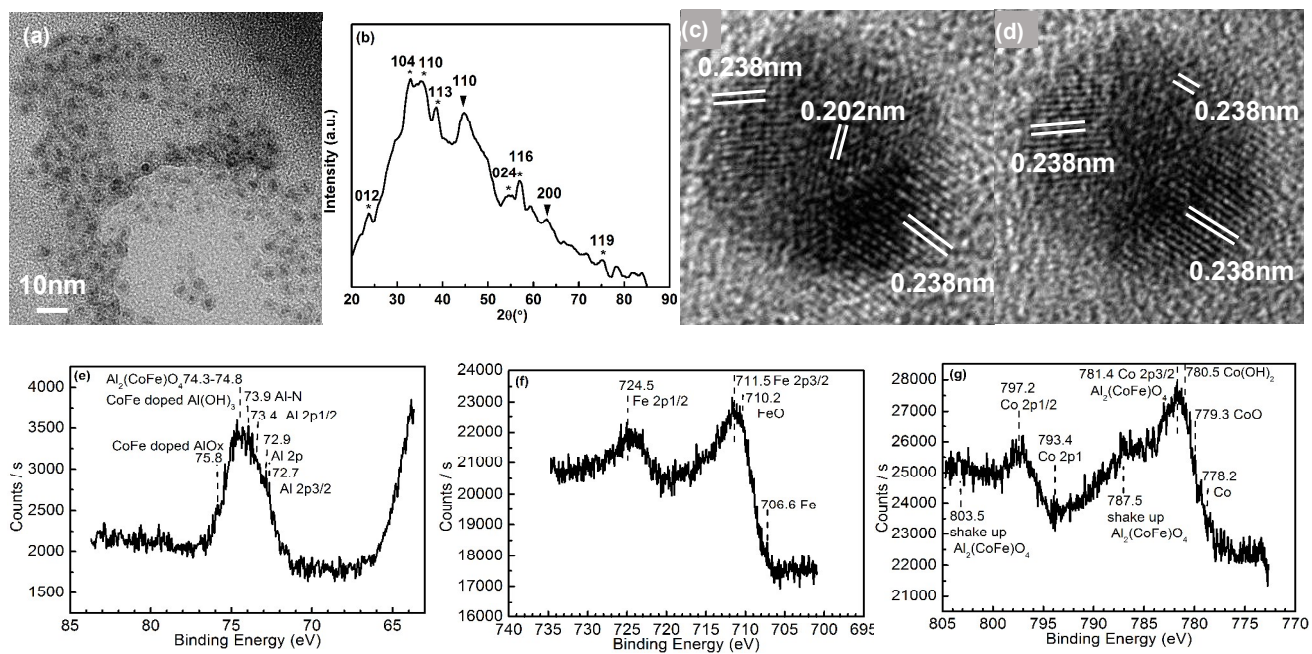 (a)
10nm
(b)
104
110
113
110
012
024
116
200
119
* * * * * * *
Intensity (a.u.)
20 30 40 50 60 70 80 90
2θ(°)
(c)
0.238nm
0.202nm
0.238nm
(d)
0.238nm
0.238nm
0.238nm
(e)
Al2(CoFe)O4 74.3-74.8
CoFe doped Al(OH)3
73.9 Al-N
73.4 Al 2p1/2
CoFe doped AlOx
75.8
72.9
Al 2p
72.7
Al 2p3/2
Counts / s
4000
3500
3000
2500
2000
1500
85 80 75 70 65
Binding Energy (eV)
(f)
724.5
Fe 2p1/2
711.5 Fe 2p3/2
710.2
FeO
706.6 Fe
Counts / s
24000
23000
22000
21000
20000
19000
18000
17000
16000
740 735 730 725 720 715 710 705 700 695
Binding Energy (eV)
(g)
781.4 Co 2p3/2
Al2(CoFe)O4
780.5 Co(OH)2
797.2
Co 2p1/2
779.3 CoO
793.4
Co 2p1
778.2
Co
787.5
shake up
Al2(CoFe)O4
803.5
shake up
Al2(CoFe)O4
Counts / s
28000
27000
26000
25000
24000
23000
22000
21000
805 800 795 790 785 780 775 770
Binding Energy (eV)